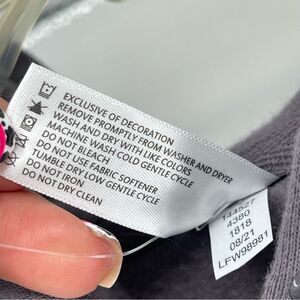 EXCLUSIVE OF DECORATION
REMOVE PROMPTLY FROM WASHER AND DRYER
WASH AND DRY WITH LIKE COLORS
MACHINE WASH COLD GENTLE CYCLE
DO NOT BLEACH
DO NOT USE FABRIC SOFTENER
TUMBLE DRY LOW GENTLE CYCLE
DO NOT IRON
DO NOT DRY CLEAN
144527
4380
1818
08/21
LFW98981